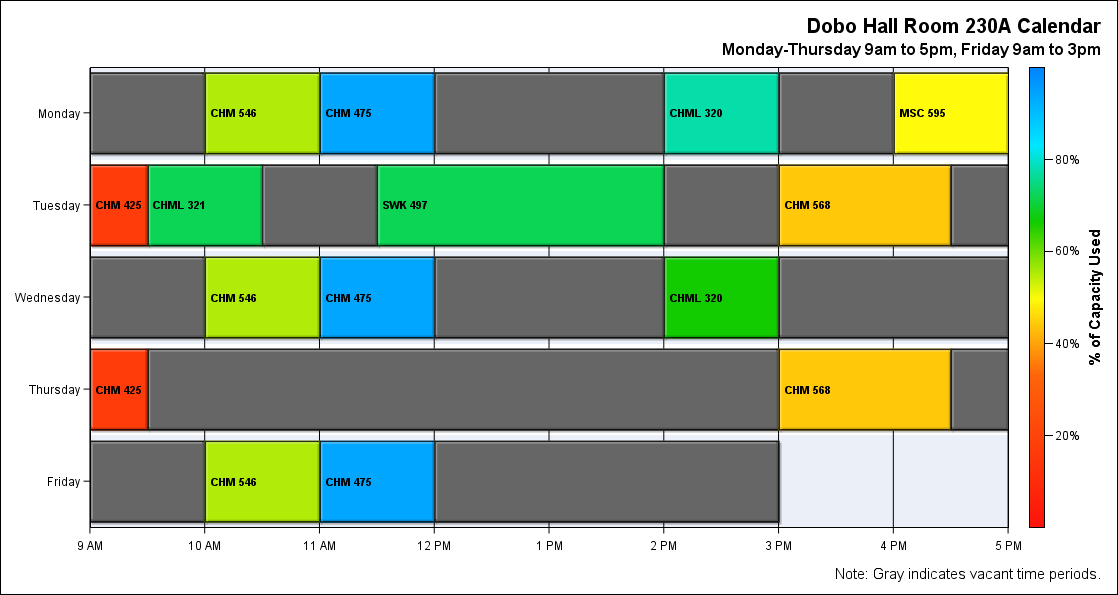 Dobo Hall Room 230A Calendar
Monday-Thursday 9am to 5pm, Friday 9am to 3pm
Monday
CHM 546
CHM 475
CHML 320
MSC 595
Tuesday
CHM 425
CHML 321
SWK 497
CHM 568
Wednesday
CHM 546
CHM 475
CHML 320
Thursday
CHM 425
CHM 568
Friday
CHM 546
CHM 475
9 AM
10 AM
11 AM
12 PM
1 PM
2 PM
3 PM
4 PM
5 PM
80%
60%
40%
20%
% of Capacity Used
Note: Gray indicates vacant time periods.